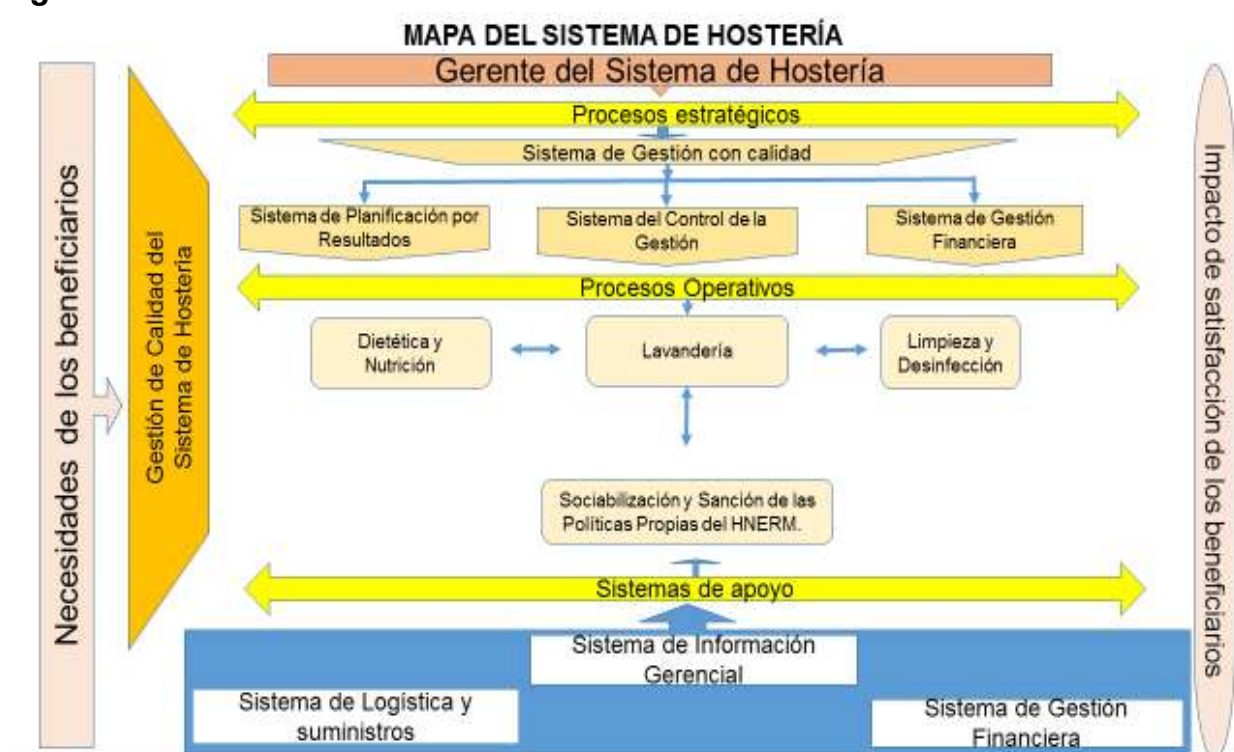 MAPA DEL SISTEMA DE HOSTERÍA
Gerente del Sistema de Hostería
Procesos estratégicos
Sistema de Gestión con calidad
Sistema de Planificación por
Resultados
Sistema del Control de la
Gestión
Sistema de Gestión
Financiera
Procesos Operativos
Dietética y
Nutrición
Lavandería
Limpieza y
Desinfección
Sociabilización y Sanción de las
Políticas Propias del HNERM.
Sistemas de apoyo
Sistema de Información
Gerencial
Sistema de Logística y
suministros
Sistema de Gestión
Financiera
Necesidades de los beneficiarios
Gestión de Calidad del
Sistema de Hostería
Impacto de satisfacción de los beneficiarios